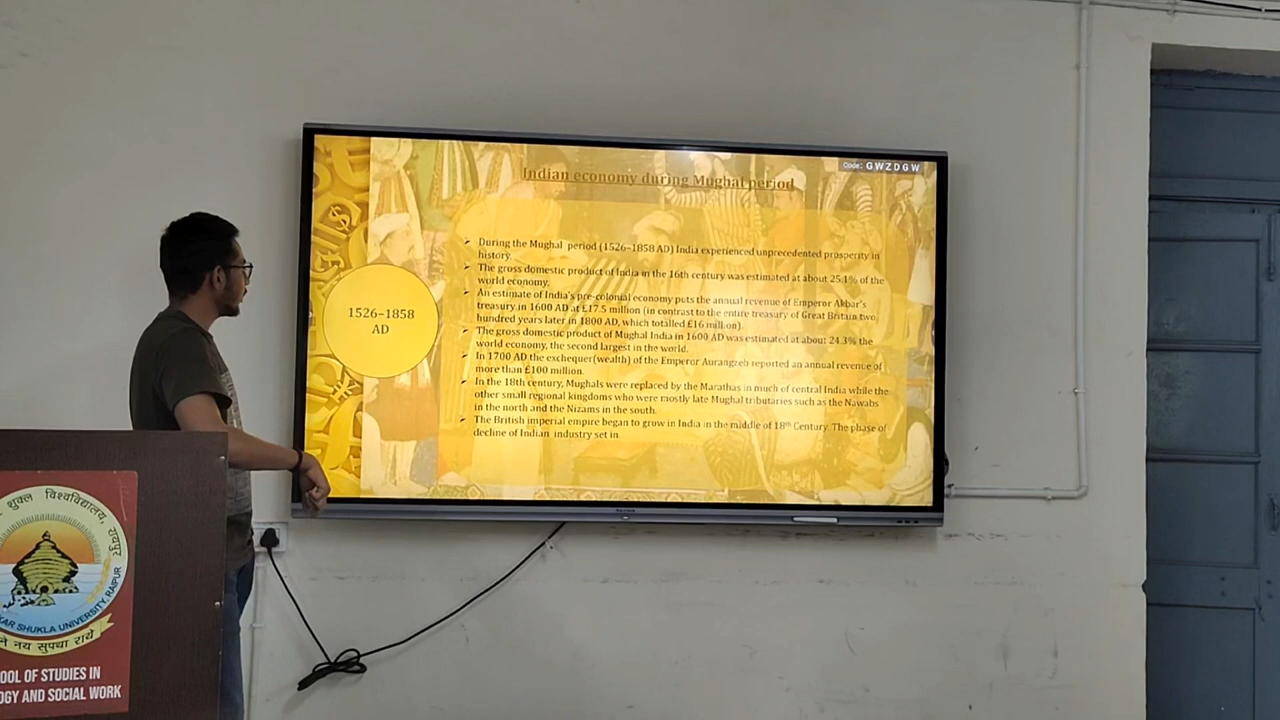 Code: GWZDGW
Indian economy during Mughal period
1526–1858
AD
➢ During the Mughal period (1526–1858 AD) India experienced unprecedented prosperity in
history.
➢ The gross domestic product of India in the 16th century was estimated at about 25.1% of the
world economy.
➢ An estimate of India's pre-colonial economy puts the annual revenue of Emperor Akbar's
treasury in 1600 AD at £17.5 million (in contrast to the entire treasury of Great Britain two
hundred years later in 1800 AD, which totalled £16 million).
➢ The gross domestic product of Mughal India in 1600 AD was estimated at about 24.3% the
world economy, the second largest in the world.
➢ In 1700 AD the exchequer(wealth) of the Emperor Aurangzeb reported an annual revenue of
more than £100 million.
➢ In the 18th century, Mughals were replaced by the Marathas in much of central India while the
other small regional kingdoms who were mostly late Mughal tributaries such as the Nawabs
in the north and the Nizams in the south.
➢ The British imperial empire began to grow in India in the middle of 18th Century. The phase of
decline of Indian industry set in
शुक्ल विश्वविद्यालय, रायपुर
KAR SHUKLA UNIVERSITY, RAIPUR
ने नय सुपथा राये
OOL OF STUDIES IN
OGY AND SOCIAL WORK